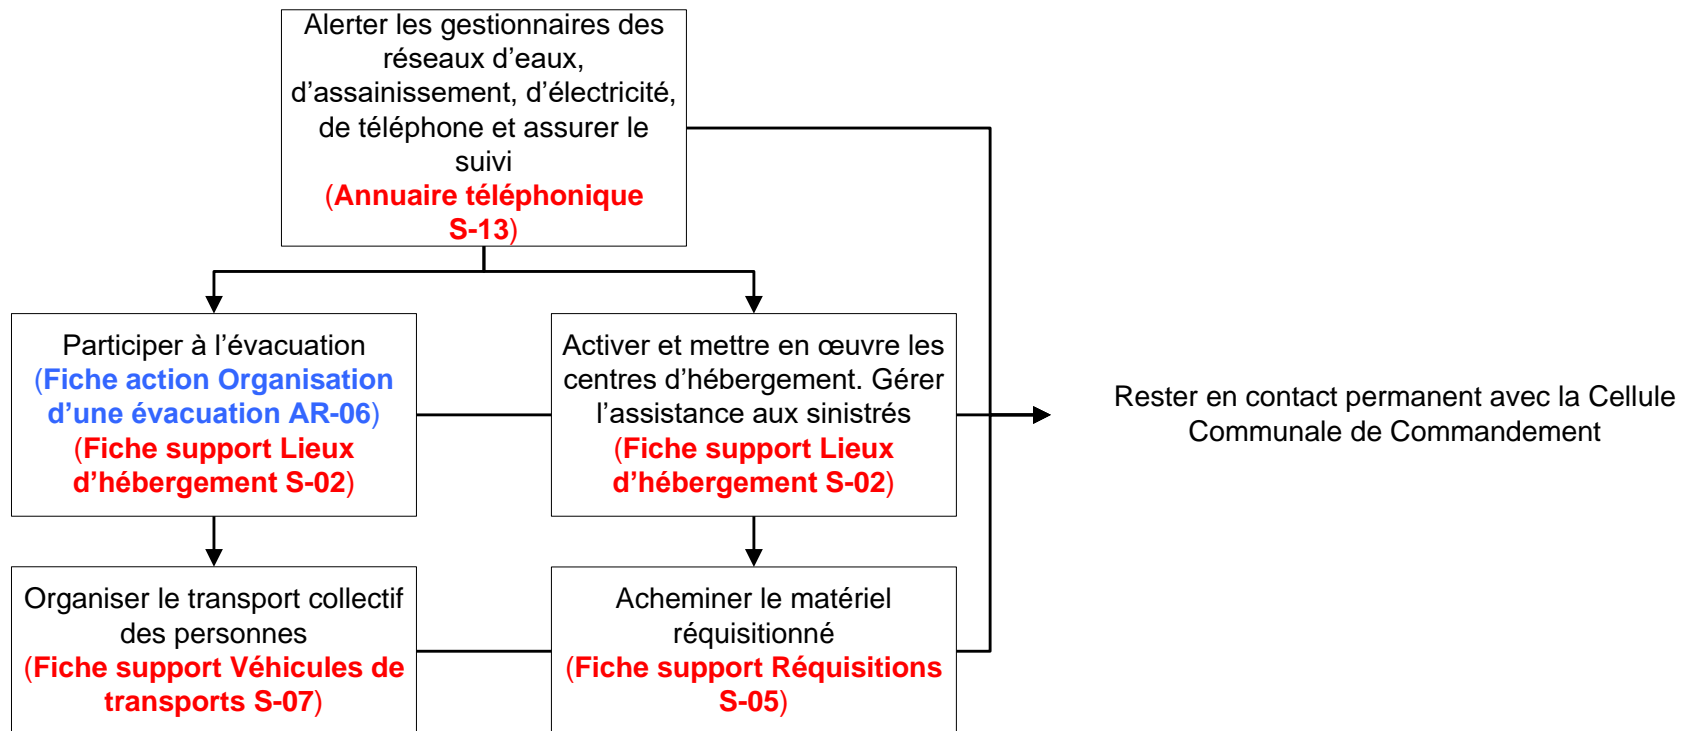 Alerter les gestionnaires des
réseaux d’eaux,
d’assainissement, d’électricité,
de téléphone et assurer le
suivi
(Annuaire téléphonique
S-13)
Participer à l’évacuation
(Fiche action Organisation
d’une évacuation AR-06)
(Fiche support Lieux
d’hébergement S-02)
Activer et mettre en œuvre les
centres d’hébergement. Gérer
l’assistance aux sinistrés
(Fiche support Lieux
d’hébergement S-02)
Rester en contact permanent avec la Cellule
Communale de Commandement
Organiser le transport collectif
des personnes
(Fiche support Véhicules de
transports S-07)
Acheminer le matériel
réquisitionné
(Fiche support Réquisitions
S-05)